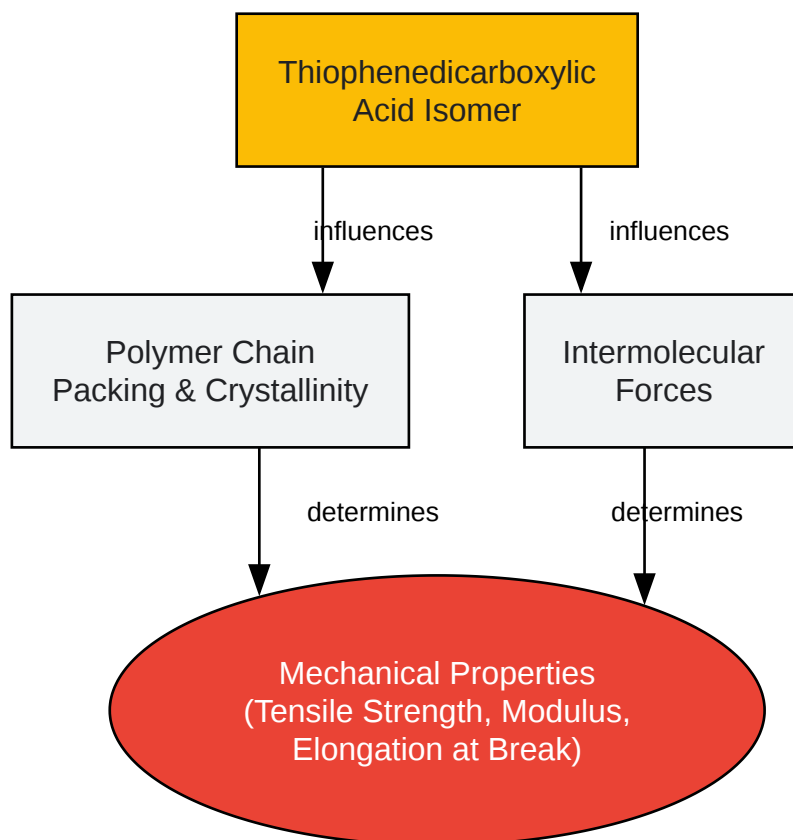 Thiophenedicarboxylic
Acid Isomer
influences
influences
Polymer Chain
Packing & Crystallinity
Intermolecular
Forces
determines
determines
Mechanical Properties
(Tensile Strength, Modulus,
Elongation at Break)